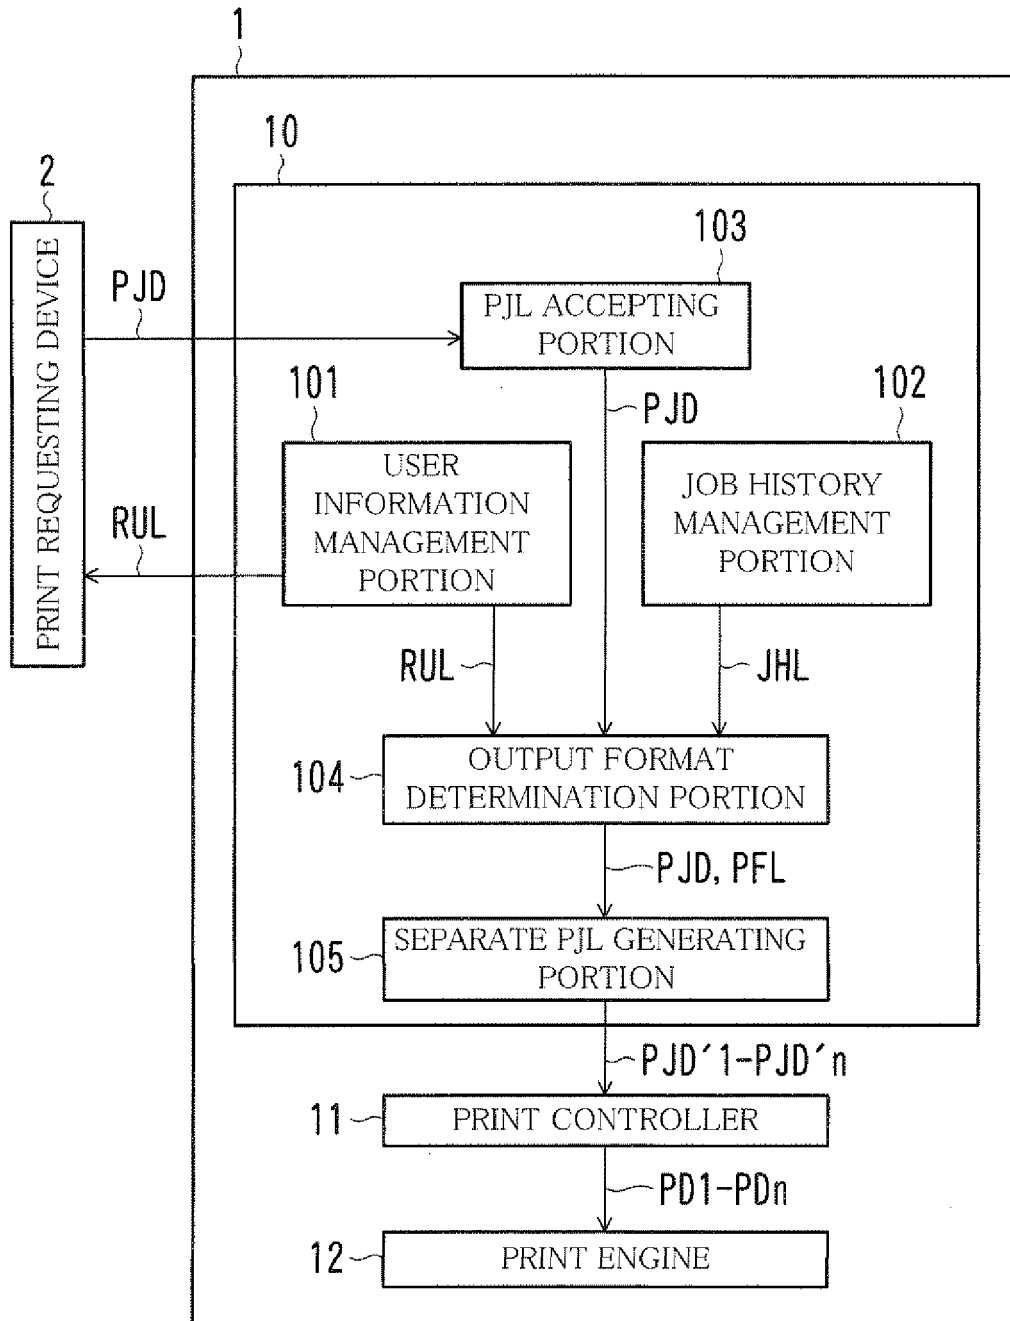 1
10
2
103
PRINT REQUESTING DEVICE
PJD
PJL ACCEPTING
PORTION
101
PJD
102
USER
INFORMATION
MANAGEMENT
PORTION
JOB HISTORY
MANAGEMENT
PORTION
RUL
RUL
JHL
104
OUTPUT FORMAT
DETERMINATION PORTION
PJD, PFL
105
SEPARATE PJL GENERATING
PORTION
PJD´1-PJD´n
11
PRINT CONTROLLER
PD1-PDn
12
PRINT ENGINE